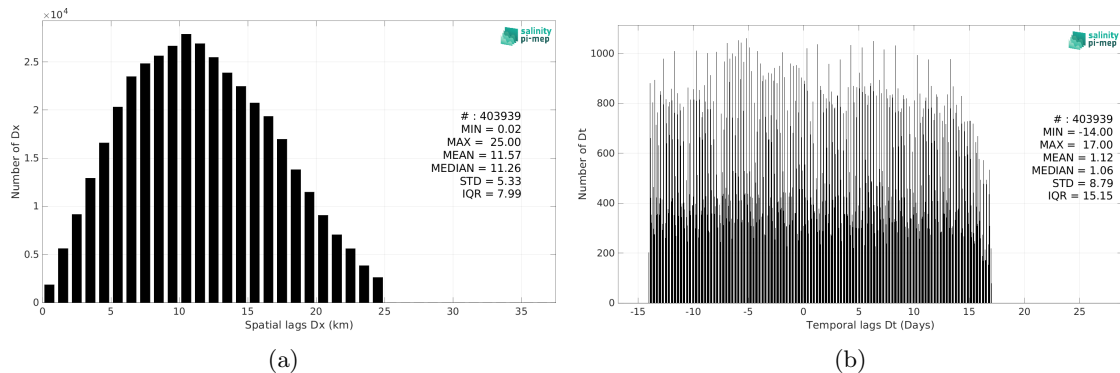 ×10^4
2.5
2
1.5
1
0.5
0
0
5
10
15
20
25
30
35
Number of Dx
Spatial lags Dx (km)
salinity
pi-mep
# : 403939
MIN = 0.02
MAX = 25.00
MEAN = 11.57
MEDIAN = 11.26
STD = 5.33
IQR = 7.99
(a)
1000
800
600
400
200
0
-15
-10
-5
0
5
10
15
20
25
Number of Dt
Temporal lags Dt (Days)
salinity
pi-mep
# : 403939
MIN = -14.00
MAX = 17.00
MEAN = 1.12
MEDIAN = 1.06
STD = 8.79
IQR = 15.15
(b)